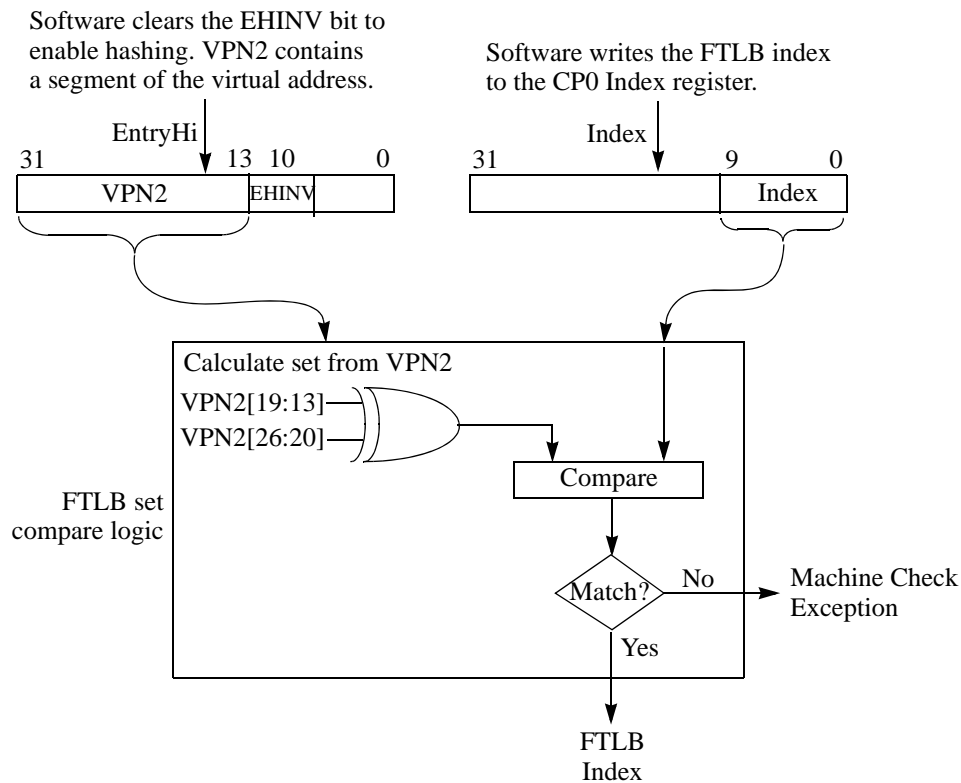 Software clears the EHINV bit to
enable hashing. VPN2 contains
a segment of the virtual address.
Software writes the FTLB index
to the CP0 Index register.
EntryHi
Index
31 13 10 0
31 9 0
VPN2 EHINV
Index
Calculate set from VPN2
VPN2[19:13]
VPN2[26:20]
Compare
FTLB set
compare logic
Match?
No
Machine Check
Exception
Yes
FTLB
Index